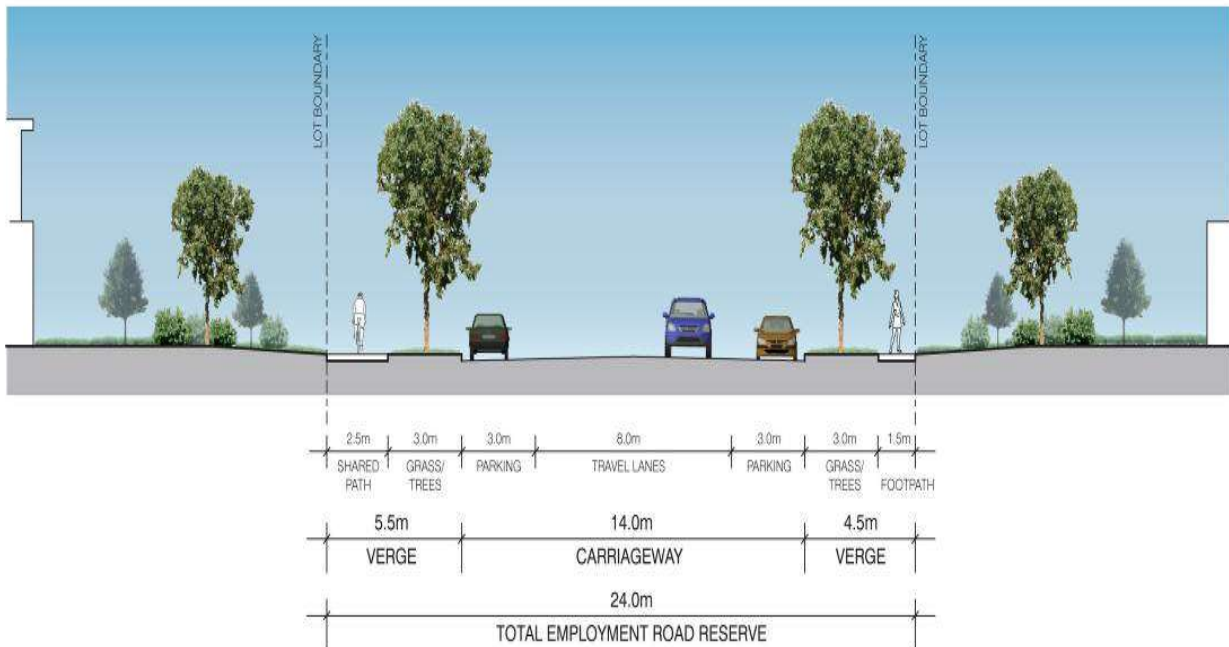 LOT BOUNDARY
LOT BOUNDARY
2.5m 3.0m 3.0m 8.0m 3.0m 3.0m 1.5m
SHARED GRASS/ PARKING TRAVEL LANES PARKING GRASS/
PATH TREES TREES FOOTPATH
5.5m 14.0m 4.5m
VERGE CARRIAGEWAY VERGE
24.0m
TOTAL EMPLOYMENT ROAD RESERVE